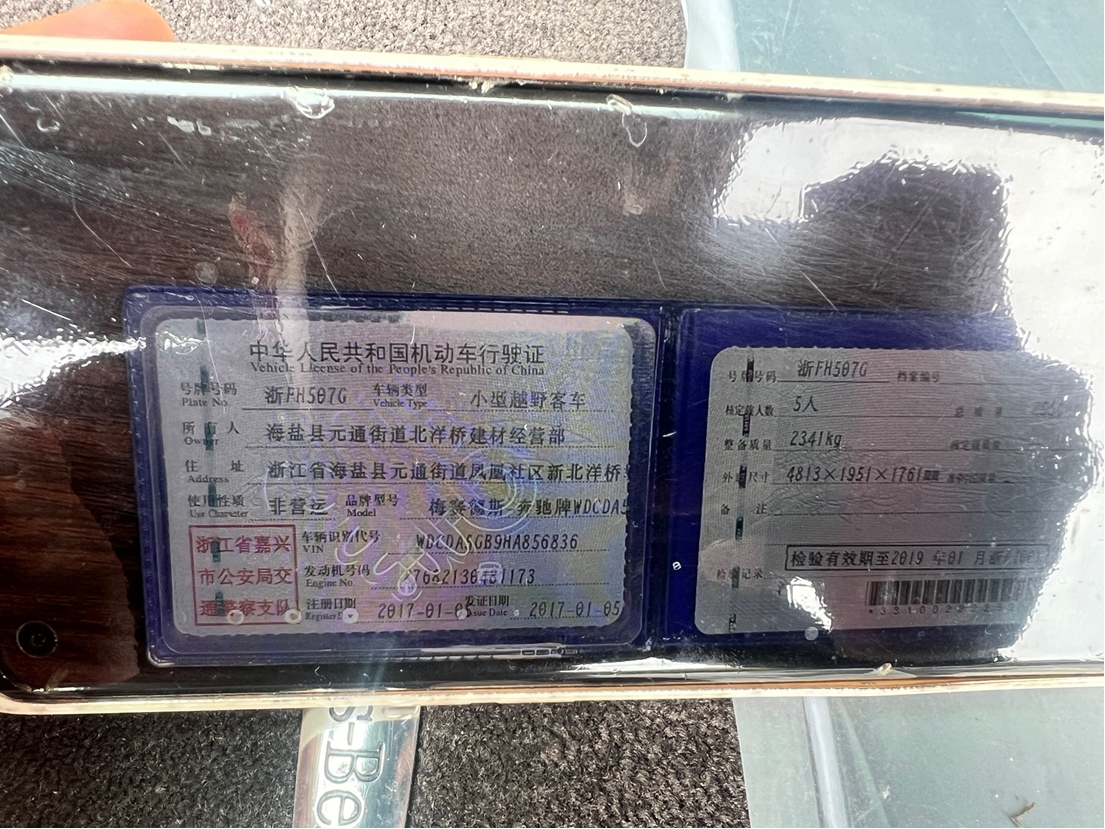 中华人民共和国机动车行驶证
Vehicle License of the People's Republic of China
号牌号码 浙FH507G 车辆类型 小型越野客车
Plate No. Vehicle Type
所有人 海盐县元通街道北洋桥建材经营部
Owner
住址 浙江省海盐县元通街道凤凰社区新北洋桥
Address
使用性质 非营运 品牌型号 梅赛德斯-奔驰牌WDCDA5
Use Character Model
浙江省嘉兴
市公安局交
通警察支队
车辆识别代号 WDCDA5GB9HA856836
VIN
发动机号码
Engine No.
注册日期 2017-01- 发证日期 2017-01-05
Issue Date
号牌号码 浙FH507G 档案编号
核定载人数 5人 总质量
整备质量 2341kg
外廓尺寸 4813×1951×1761
备注
检验记录 检验有效期至2019年01月
S-Be